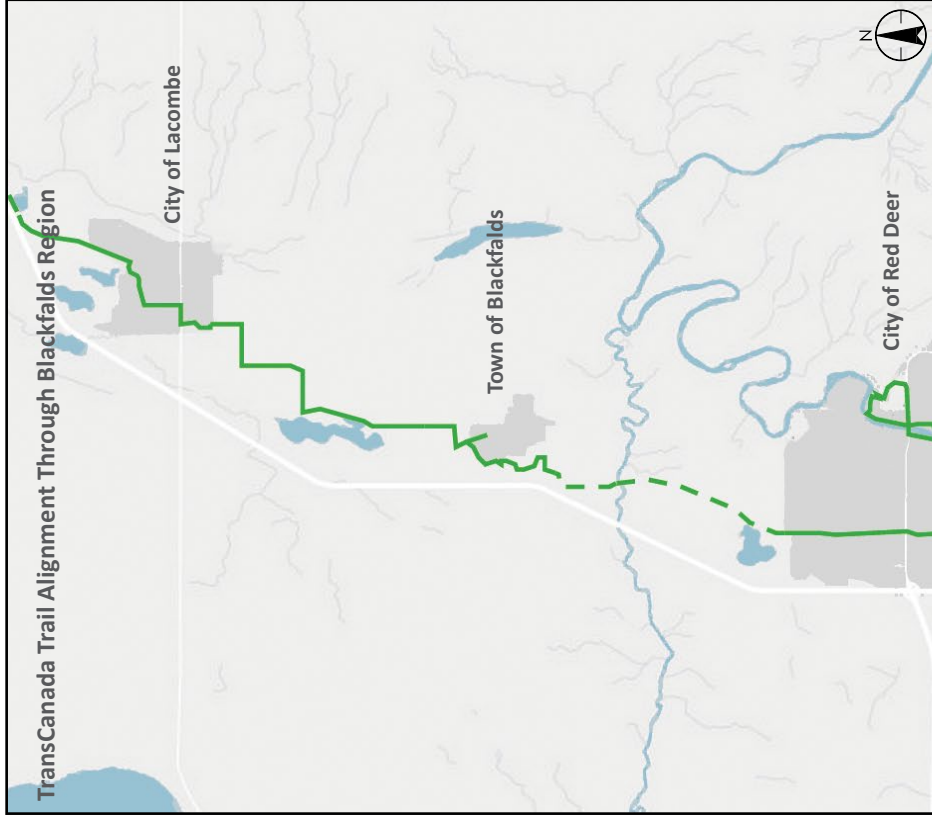 TransCanada Trail Alignment Through Blackfalds Region
City of Lacombe
Town of Blackfalds
City of Red Deer
N